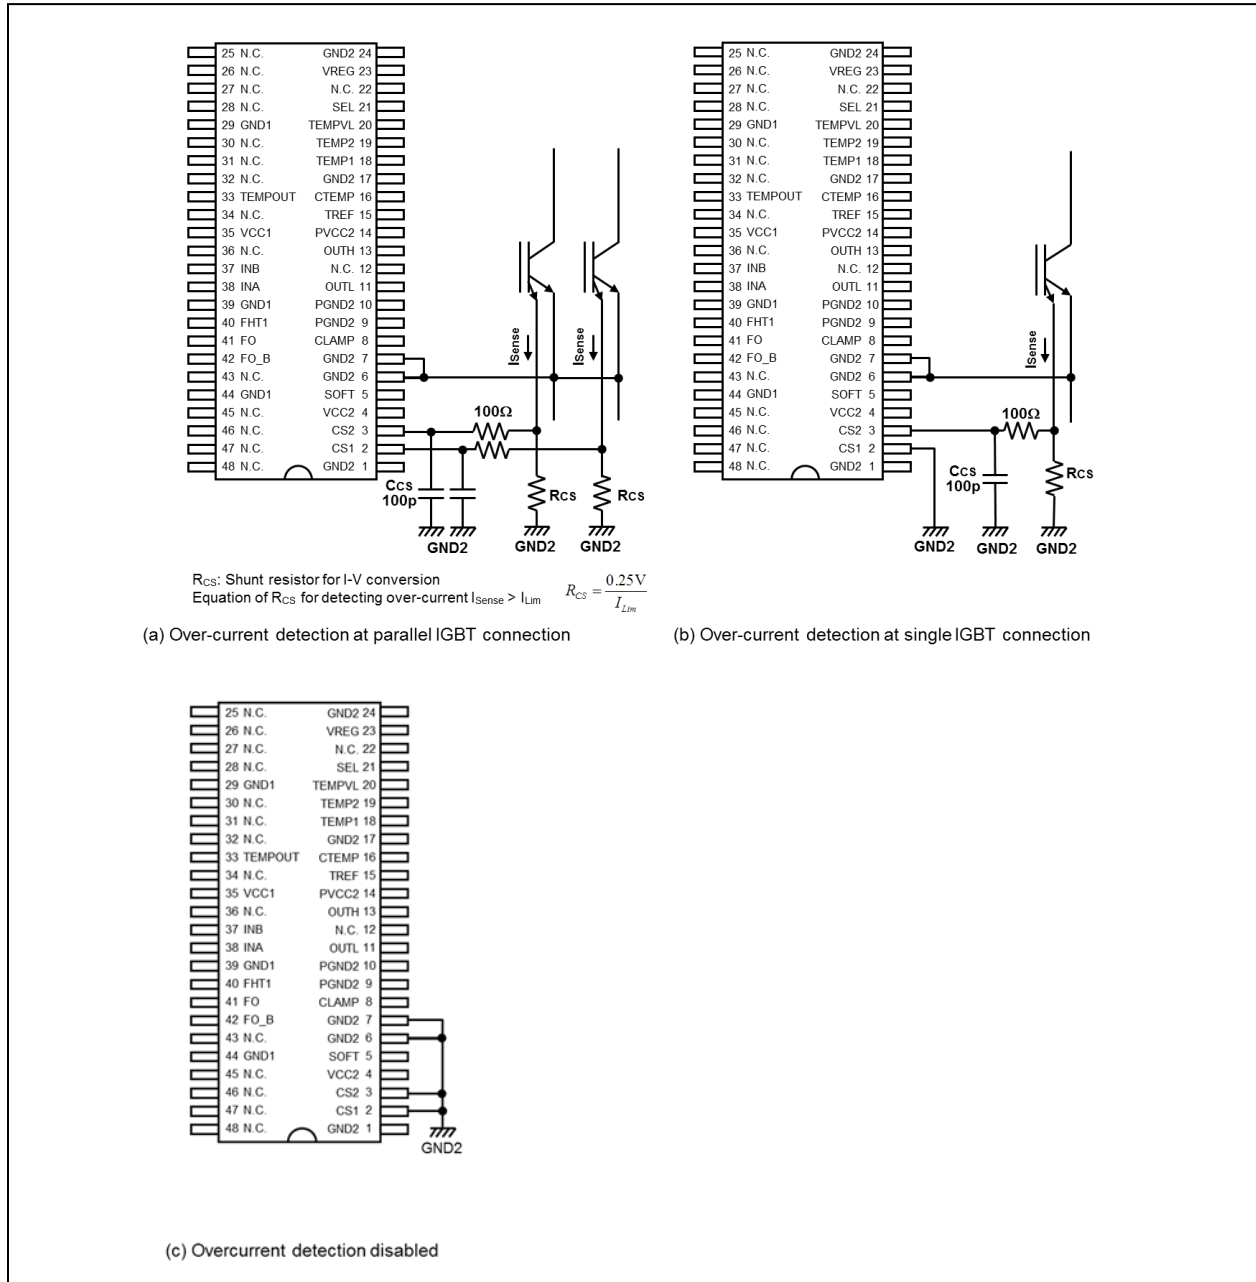 25 N.C. GND2 24
26 N.C. VREG 23
27 N.C. N.C. 22
28 N.C. SEL 21
29 GND1 TEMPVL 20
30 N.C. TEMP2 19
31 N.C. TEMP1 18
32 N.C. GND2 17
33 TEMPOUT CTEMP 16
34 N.C. TREF 15
35 VCC1 PVCC2 14
36 N.C. OUTH 13
37 INB N.C. 12
38 INA OUTL 11
39 GND1 PGND2 10
40 FHT1 PGND2 9
41 FO CLAMP 8
42 FO_B GND2 7
43 N.C. GND2 6
44 GND1 SOFT 5
45 N.C. VCC2 4
46 N.C. CS2 3
47 N.C. CS1 2
48 N.C. GND2 1
ISense
ISense
100Ω
CCS
100p
RCS
RCS
GND2
GND2
GND2
RCS: Shunt resistor for I-V conversion
Equation of RCS for detecting over-current ISense > ILim
RCS = 0.25V / ILim
(a) Over-current detection at parallel IGBT connection
25 N.C. GND2 24
26 N.C. VREG 23
27 N.C. N.C. 22
28 N.C. SEL 21
29 GND1 TEMPVL 20
30 N.C. TEMP2 19
31 N.C. TEMP1 18
32 N.C. GND2 17
33 TEMPOUT CTEMP 16
34 N.C. TREF 15
35 VCC1 PVCC2 14
36 N.C. OUTH 13
37 INB N.C. 12
38 INA OUTL 11
39 GND1 PGND2 10
40 FHT1 PGND2 9
41 FO CLAMP 8
42 FO_B GND2 7
43 N.C. GND2 6
44 GND1 SOFT 5
45 N.C. VCC2 4
46 N.C. CS2 3
47 N.C. CS1 2
48 N.C. GND2 1
ISense
100Ω
CCS
100p
RCS
GND2
GND2
GND2
(b) Over-current detection at single IGBT connection
25 N.C. GND2 24
26 N.C. VREG 23
27 N.C. N.C. 22
28 N.C. SEL 21
29 GND1 TEMPVL 20
30 N.C. TEMP2 19
31 N.C. TEMP1 18
32 N.C. GND2 17
33 TEMPOUT CTEMP 16
34 N.C. TREF 15
35 VCC1 PVCC2 14
36 N.C. OUTH 13
37 INB N.C. 12
38 INA OUTL 11
39 GND1 PGND2 10
40 FHT1 PGND2 9
41 FO CLAMP 8
42 FO_B GND2 7
43 N.C. GND2 6
44 GND1 SOFT 5
45 N.C. VCC2 4
46 N.C. CS2 3
47 N.C. CS1 2
48 N.C. GND2 1
GND2
(c) Overcurrent detection disabled